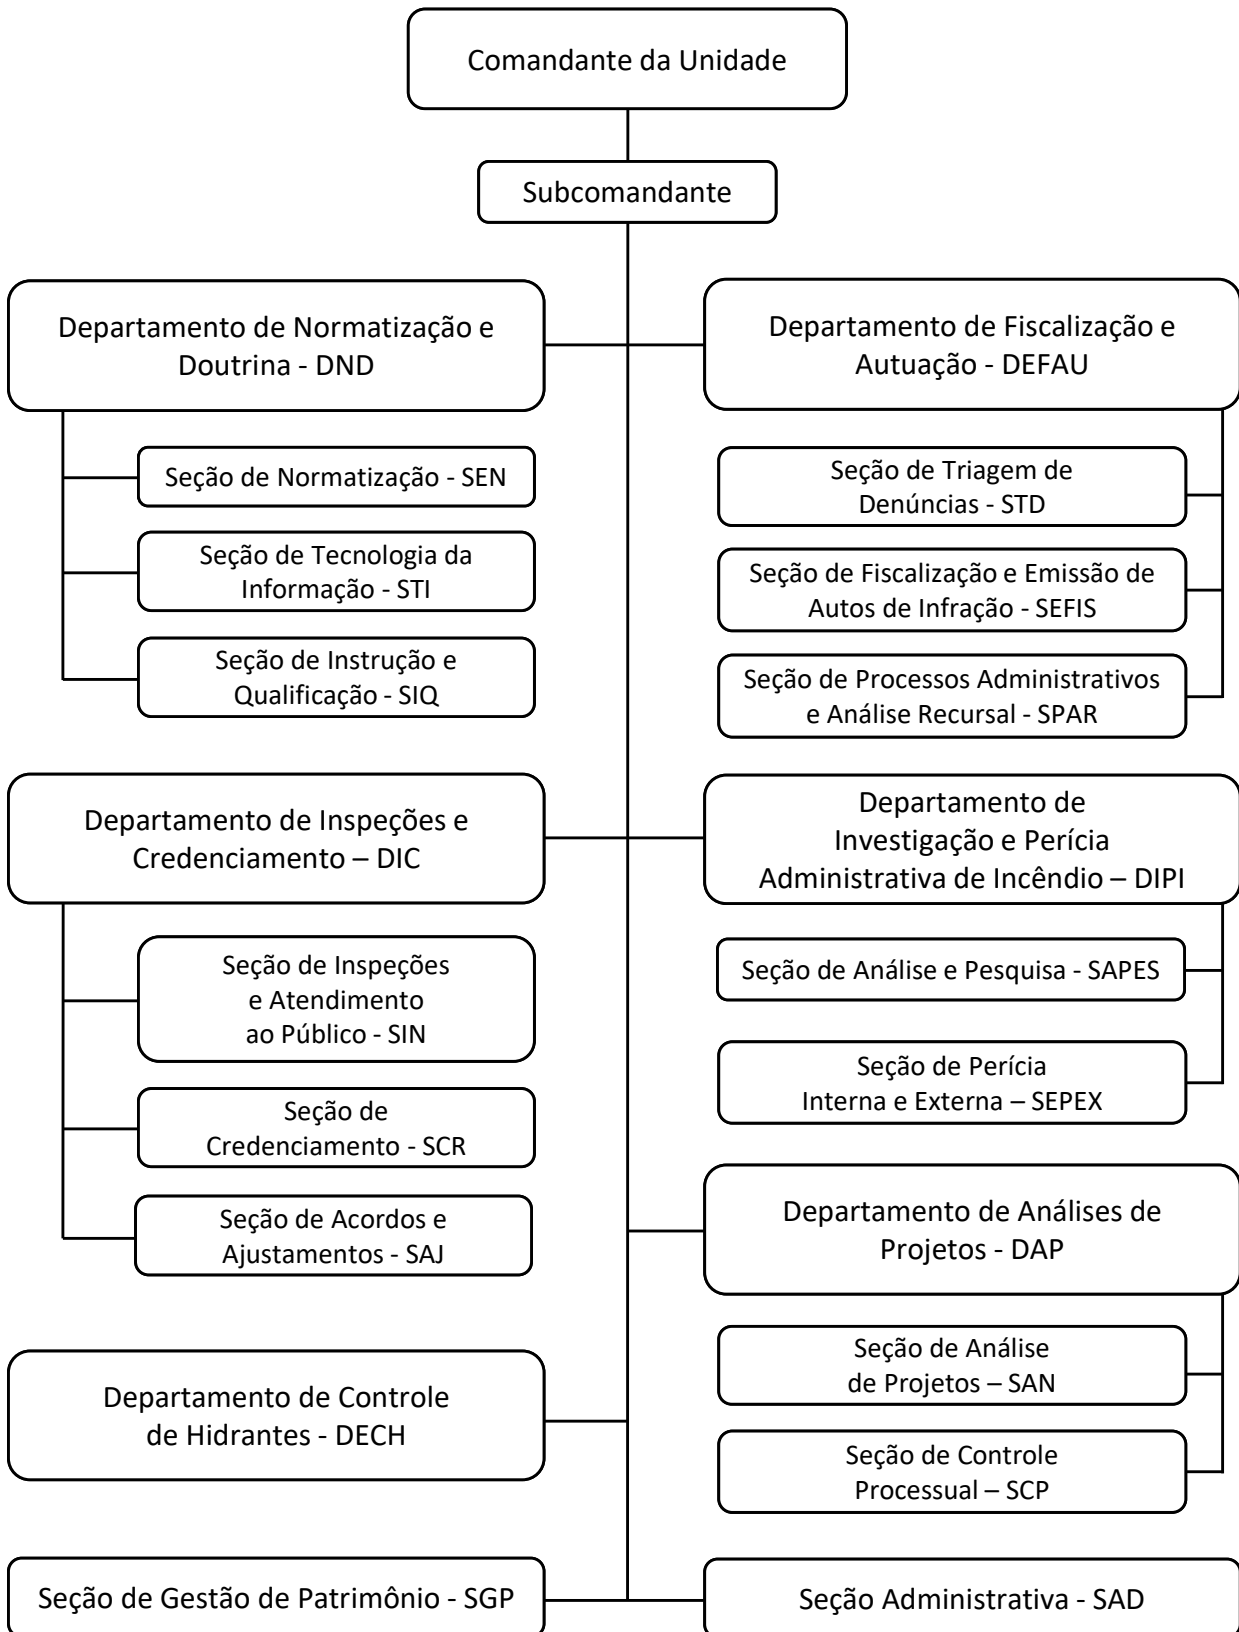 Comandante da Unidade
Subcomandante
Departamento de Normatização e
Doutrina - DND
Seção de Normatização - SEN
Seção de Tecnologia da
Informação - STI
Seção de Instrução e
Qualificação - SIQ
Departamento de Fiscalização e
Autuação - DEFAU
Seção de Triagem de
Denúncias - STD
Seção de Fiscalização e Emissão de
Autos de Infração - SEFIS
Seção de Processos Administrativos
e Análise Recursal - SPAR
Departamento de Inspeções e
Credenciamento – DIC
Seção de Inspeções
e Atendimento
ao Público - SIN
Seção de
Credenciamento - SCR
Seção de Acordos e
Ajustamentos - SAJ
Departamento de
Investigação e Perícia
Administrativa de Incêndio – DIPI
Seção de Análise e Pesquisa - SAPES
Seção de Perícia
Interna e Externa – SEPEX
Departamento de Análises de
Projetos - DAP
Seção de Análise
de Projetos – SAN
Seção de Controle
Processual – SCP
Departamento de Controle
de Hidrantes - DECH
Seção de Gestão de Patrimônio - SGP
Seção Administrativa - SAD